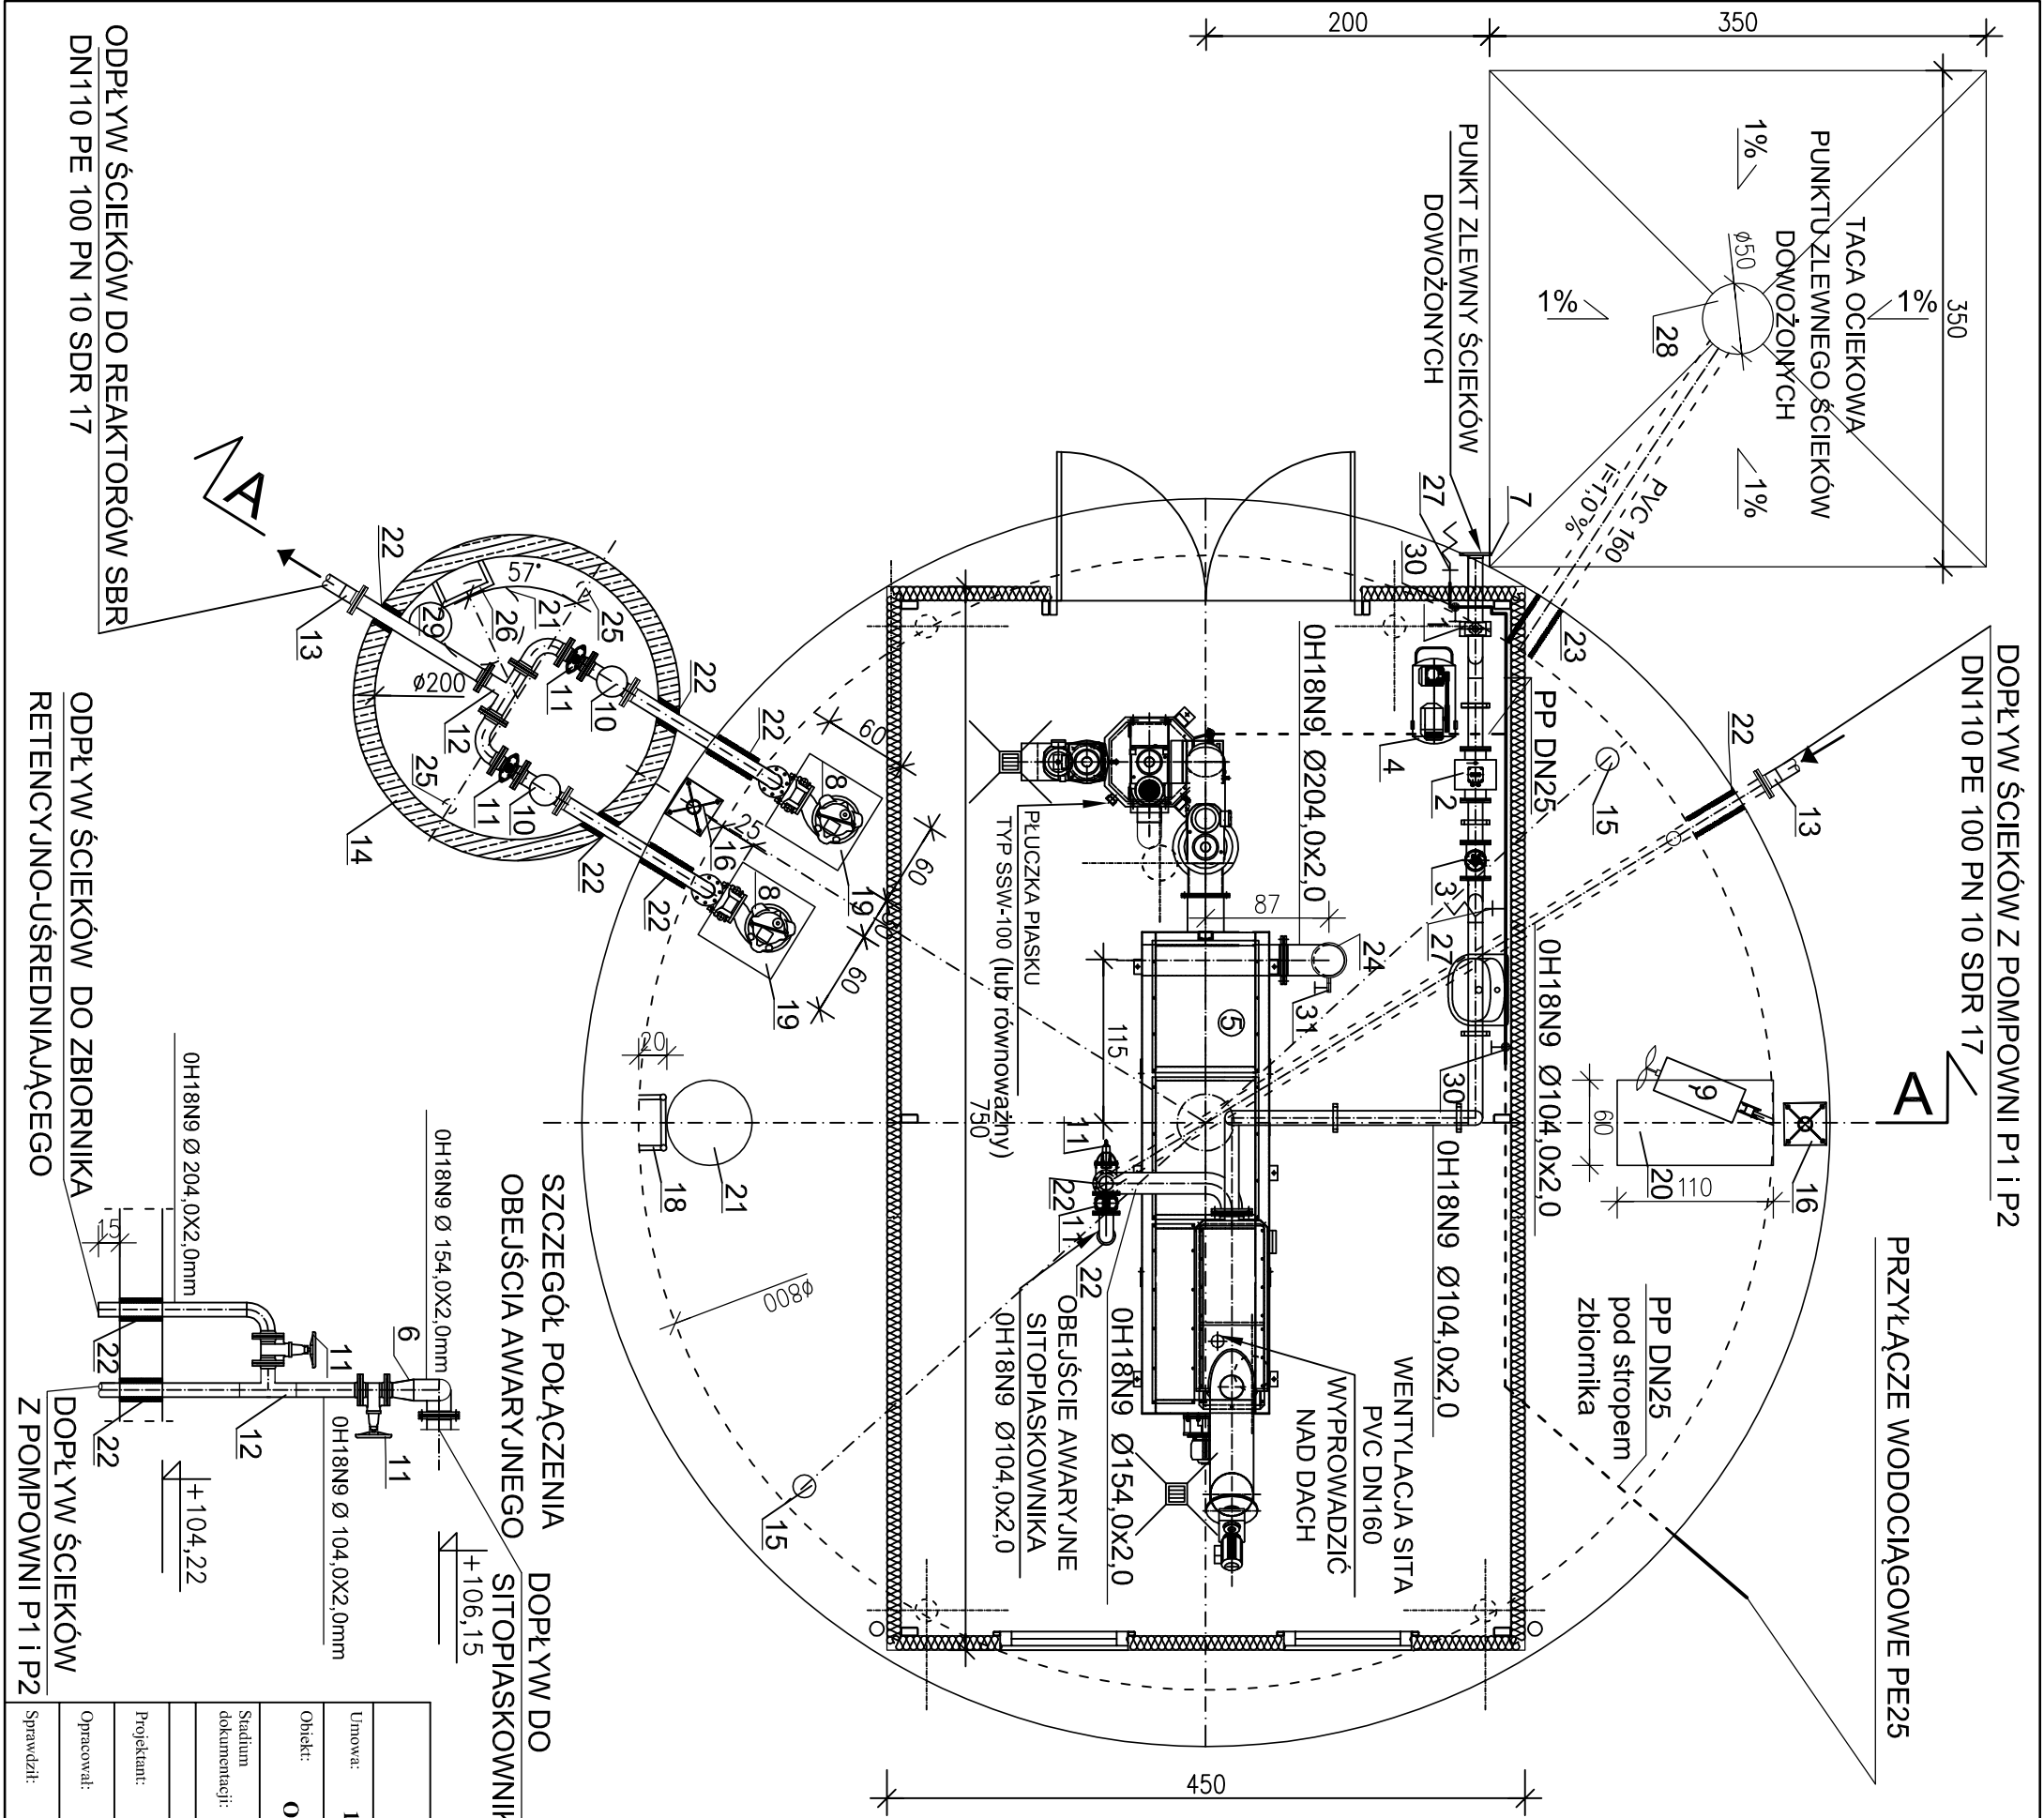 200
350
350
TACA OCIEKOWA
PUNKTU ZLEWNEGO ŚCIEKÓW
DOWOŻONYCH
1%
1%
1%
1%
ø50
28
PVC 160
i=1,0 %
PUNKT ZLEWNY ŚCIEKÓW
DOWOŻONYCH
7
27
30
1
23
4
2
3
27
30
PP DN25
15
22
13
DOPŁYW ŚCIEKÓW Z POMPOWNI P1 i P2
DN110 PE 100 PN 10 SDR 17
A
16
9
60
20
110
PRZYŁĄCZE WODOCIĄGOWE PE25
PP DN25
pod stropem
zbiornika
0H18N9 Ø104,0x2,0
0H18N9 Ø104,0x2,0
0H18N9 Ø204,0x2,0
87
24
31
5
115
750
PŁUCZKA PIASKU
TYP SSW-100 (lub równoważny)
11
22
11
22
WENTYLACJA SITA
PVC DN160
WYPROWADZIĆ
NAD DACH
0H18N9 Ø154,0x2,0
OBEJŚCIE AWARYJNE
SITOPIASKOWNIKA
0H18N9 Ø104,0x2,0
15
450
ø800
21
18
20
60
60
60
25
16
8
8
19
19
22
22
22
22
22
10
10
11
11
12
13
14
21
25
25
26
29
57°
ø200
A
ODPŁYW ŚCIEKÓW DO REAKTORÓW SBR
DN110 PE 100 PN 10 SDR 17
ODPŁYW ŚCIEKÓW DO ZBIORNIKA
RETENCYJNO-UŚREDNIAJĄCEGO
SZCZEGÓŁ POŁĄCZENIA
OBEJŚCIA AWARYJNEGO
DOPŁYW DO
0H18N9 Ø 204,0X2,0mm
0H18N9 Ø 154,0X2,0mm
0H18N9 Ø 104,0X2,0mm
15
6
11
11
12
22
22
+106,15
+104,22
DOPŁYW ŚCIEKÓW
Z POMPOWNI P1 i P2
Umowa:
Obiekt:
Stadium
dokumentacji:
Projektant:
Opracował:
Sprawdził: